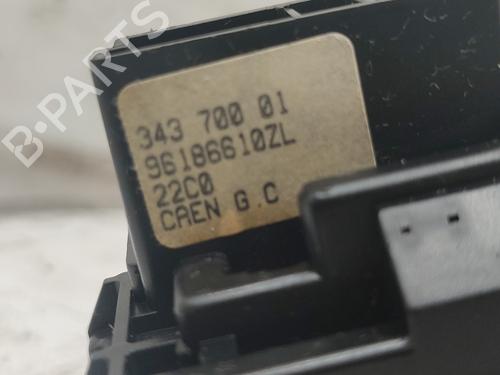 B-PARTS
343 700 01
96186610ZL
22C0
CAEN G.C